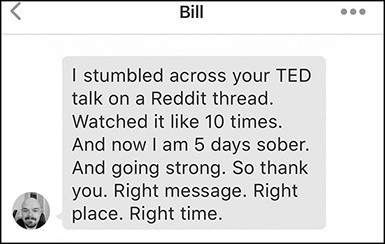 Bill
I stumbled across your TED
talk on a Reddit thread.
Watched it like 10 times.
And now I am 5 days sober.
And going strong. So thank
you. Right message. Right
place. Right time.